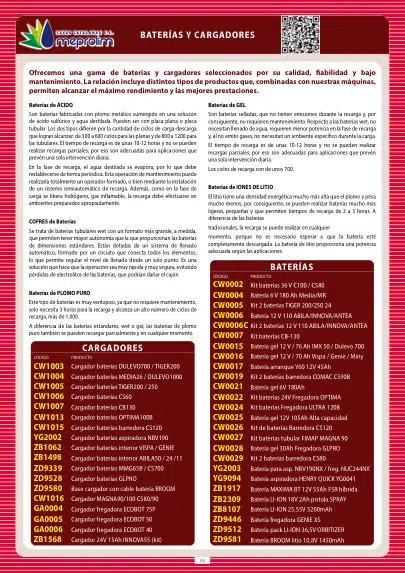 RAFAS CATALANAS S.L.
meprolim
BATERÍAS Y CARGADORES
Ofrecemos una gama de baterías y cargadores seleccionados por su calidad, fiabilidad y bajo
mantenimiento. La relación incluye distintos tipos de productos que, combinadas con nuestras máquinas,
permiten alcanzar el máximo rendimiento y las mejores prestaciones.
Baterías de ÁCIDO
Son baterías fabricadas con plomo metálico sumergido en una solución
de ácido sulfúrico y agua destilada. Pueden ser con placa plana o placa
tubular. Los dos tipos difieren por la cantidad de ciclos de carga-descarga
que logran alcanzar: de 300 a 600 ciclos para las planas y de 800 a 1200 para
las tubulares. El tiempo de recarga es de unas 10-12 horas y no se pueden
realizar recargas parciales, por eso son adecuadas para aplicaciones que
prevén una sola intervención diaria.
En la fase de recarga, el agua destilada se evapora, por lo que debe
restablecerse de forma periódica. Esta operación de mantenimiento puede
realizarla totalmente un operador formado, o bien mediante la instalación
de un sistema semiautomático de recarga. Además, como en la fase de
carga se libera hidrógeno, gas inflamable, la recarga debe efectuarse en
ambientes preparados apropiadamente.
COFRES de Baterías
Se trata de baterías tubulares wet con un formato más grande, a medida,
que permiten tener mayor autonomía que la que proporcionan las baterías
de dimensiones estándares. Están dotadas de un sistema de llenado
automático, formado por un circuito que conecta todos los elementos,
lo que permite regular el nivel de llenado desde un solo punto. Es una
solución que hace que la operación sea muy rápida y muy segura, evitando
pérdidas de electrolitos de las baterías, que podrían dañar el cajón.
Baterías de PLOMO PURO
Este tipo de baterías es muy ventajoso, ya que no requiere mantenimiento,
solo necesita 3 horas para la recarga y alcanza un alto número de ciclos de
recarga, más de 1.000.
A diferencia de las baterías estándares, wet o gel, las baterías de plomo
puro también se pueden recargar parcialmente y en cualquier momento.
CARGADORES
CÓDIGO PRODUCTO
CW1003 Cargador baterías DULEVO700 / TIGER200
CW1004 Cargador baterías MEDIA26 / DULEVO1000
CW1005 Cargador baterías TIGER200 / 250
CW1006 Cargador baterías CS60
CW1007 Cargador baterías CB130
CW1013 Cargador baterías OPTIMA100B
CW1015 Cargador baterías barredora CS120
YG2002 Cargador baterías aspiradora NBV190
ZB1062 Cargador baterías interior VISPA / GENIE
ZB1498 Cargador baterías interior ABILA50 / 24 /11
ZD9339 Cargador baterías MMG65B / CS700
ZD9528 Cargador baterías GLPRO
ZD9580 Base cargador con cable batería BROOM
CW1016 Cargador MAGNA90/100 CS80/90
GA0004 Cargador fregadora ECOBOT 75P
GA0005 Cargador fregadora ECOBOT 50
GA0006 Cargador fregadora ECOBOT 40
ZB1568 Cargador 24V 15Ah INNOVA55 (kit)
Baterías de GEL
Son baterías selladas, que no tienen emisiones durante la recarga y, por
consiguiente, no requieren mantenimiento. Respecto a las baterías wet, no
necesitan llenado de agua, requieren menor potencia en la fase de recarga
y, al no emitir gases, no necesitan un ambiente específico durante la carga.
El tiempo de recarga es de unas 10-12 horas y no se pueden realizar
recargas parciales por eso son adecuadas para aplicaciones que prevén
una sola intervención diaria.
Los ciclos de recarga son de unos 700.
Baterías de IONES DE LITIO
El litio tiene una densidad energética mucho más alta que el plomo y pesa
mucho menos; por consiguiente, se pueden realizar baterías mucho más
ligeras, pequeñas y que permiten tiempos de recarga de 2 a 3 horas. A
diferencia de las baterías
tradicionales, la recarga se puede realizar en cualquier
momento, porque no es necesario esperar a que la batería esté
completamente descargada. La batería de litio proporciona una potencia
adecuada según las aplicaciones.
BATERÍAS
CÓDIGO PRODUCTO
CW0002 Kit baterías 36 V C100 / CS80
CW0004 Batería 6 V 180 Ah Media/MR
CW0005 Kit 2 baterías TIGER 200/250 24
CW0006 Batería 12 V 110 ABILA/INNOVA/ANTEA
CW0006C Kit 2 baterías 12 V 110 ABILA/INNOVA/ANTEA
CW0007 Kit baterías CB-130
CW0015 Batería gel 12 V / 76 Ah IMX 50 / Dulevo 700
CW0016 Batería gel 12 V / 70 Ah Vispa / Genie / Miny
CW0017 Batería arranque Y60 12V 45Ah
CW0019 Kit 2 baterías barredora COMAC CS90B
CW0021 Batería gel 6V 180Ah
CW0022 Kit baterías 24V Fregadora OPTIMA
CW0024 Kit baterías Fregadora ULTRA 120B
CW0025 Batería gel 12V 105Ah Alta capacidad
CW0026 Kit de baterías Barredora CS120
CW0027 Kit baterías tubular FIMAP MAGNA 90
CW0028 Batería gel 30Ah Fregadora GLPRO
CW0029 Kit 2 baterías barredora CS80
YG2003 Batería para asp. NBV190NX / freg. NUC244NX
YG9094 Batería aspiradora HENRY QUICK YG0041
ZB1917 Batería MAXIMA BT 12V 55Ah FSR híbrida
ZB2309 Batería LI-ION 18V 2Ah pistola SPRAY
ZB8107 Batería LI-ION, 25.55V 5200mAh
ZD9446 Batería fregadora GENIE XS
ZD9512 Batería pack LI-ION 36,5V ORBITIZER
ZD9581 Batería BROOM litio 10,8V 1450mAh